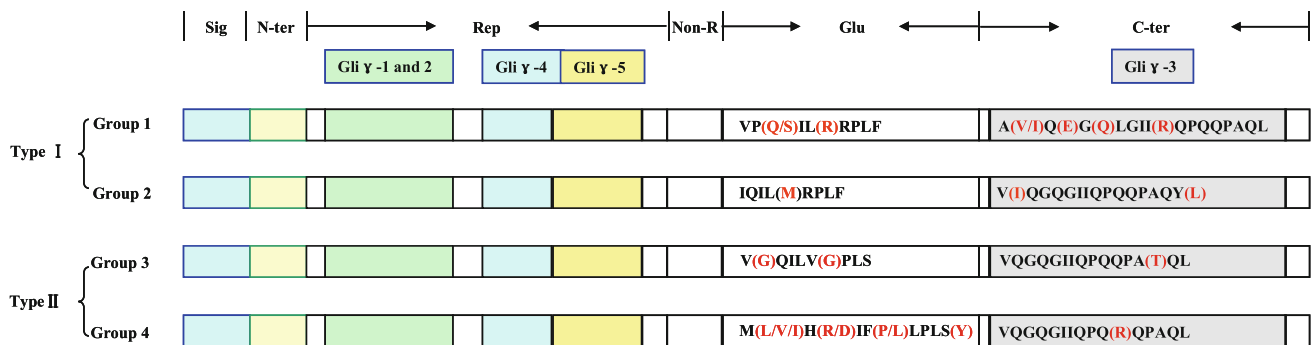 Sig N-ter Rep Non-R Glu C-ter
Gli ɣ -1 and 2 Gli ɣ -4 Gli ɣ -5 Gli ɣ -3
Group 1 VP(Q/S)IL(R)RPLF A(V/I)Q(E)G(Q)LGII(R)QPQQPAQL
Type Ⅰ
Group 2 IQIL(M)RPLF V(I)QGQGIIQPQQPAQY(L)
Group 3 V(G)QILV(G)PLS VQGQGIIQPQQPA(T)QL
Type Ⅱ
Group 4 M(L/V/I)H(R/D)IF(P/L)LPLS(Y) VQGQGIIQPQ(R)QPAQL